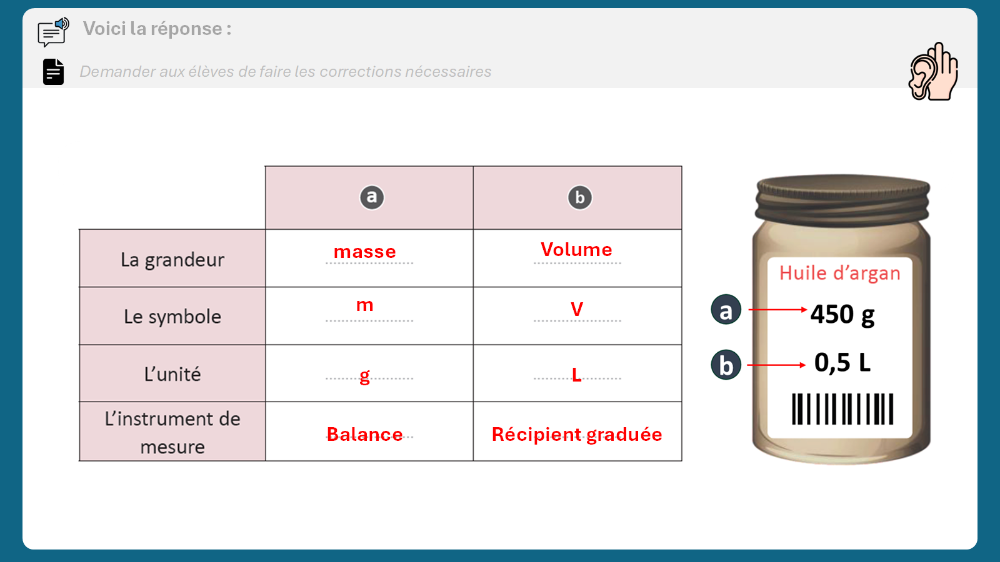 Voici la réponse :
Demander aux élèves de faire les corrections nécessaires
a b
La grandeur masse Volume
Le symbole m V
L'unité g L
L'instrument de mesure Balance Récipient graduée
Huile d'argan
a 450 g
b 0,5 L